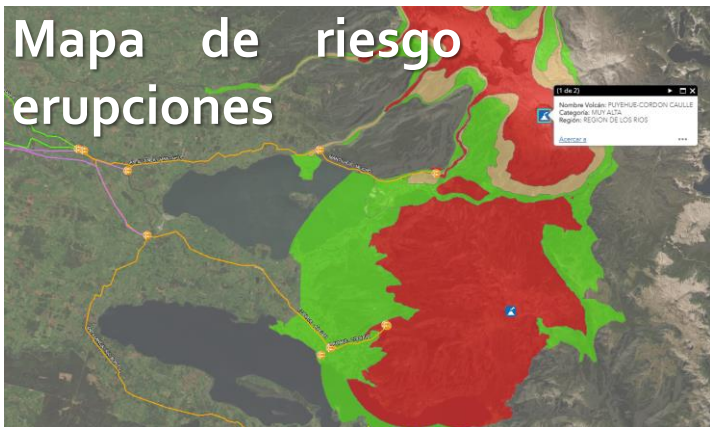 Mapa de riesgo
erupciones
(1 de 2)
Nombre Volcán: PUYEHUE-CORDON CAULLE
Categoría: MUY ALTA
Región: REGION DE LOS RIOS
Acercar a